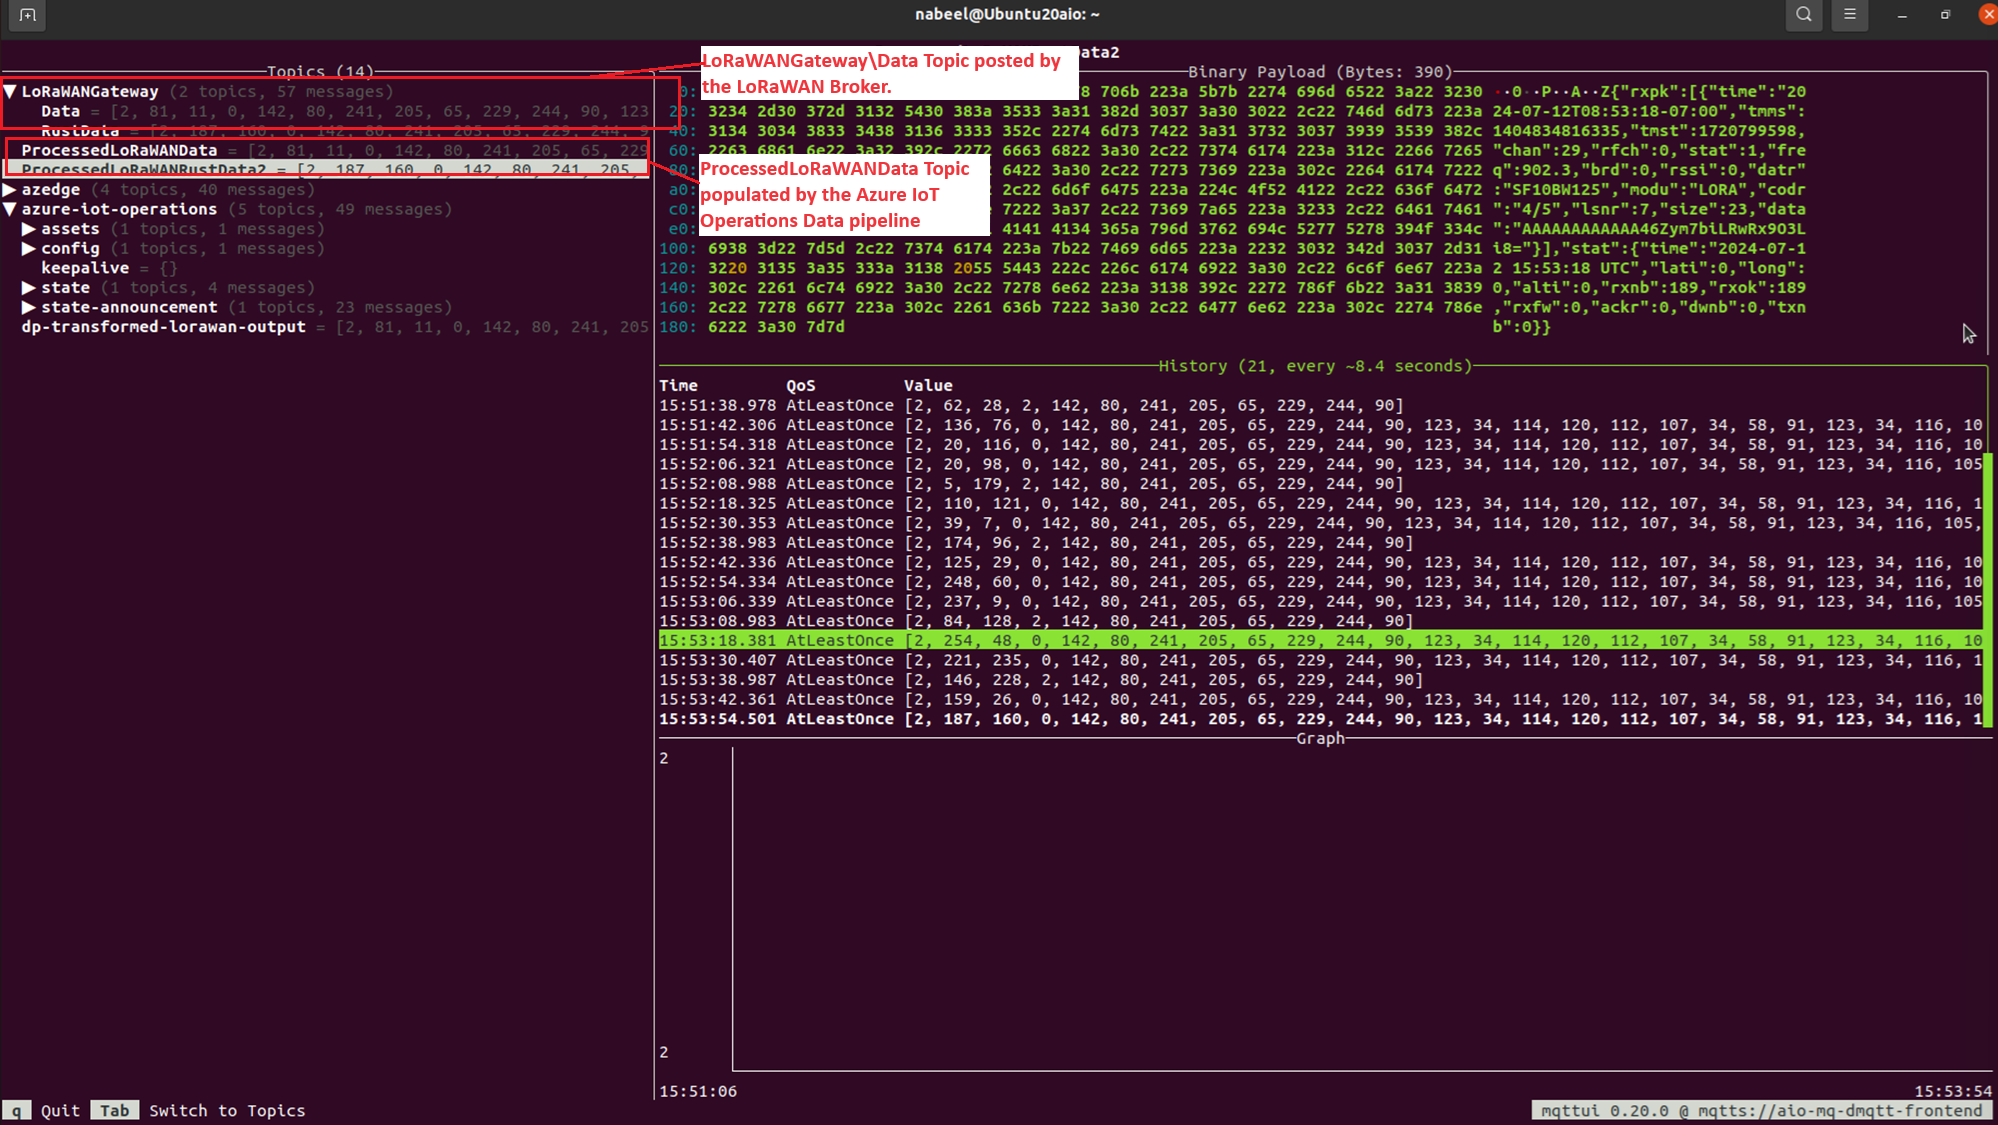 nabeel@Ubuntu20aio: ~
ata2
Topics (14)
▼ LoRaWANGateway (2 topics, 57 messages)
Data = [2, 81, 11, 0, 142, 80, 241, 205, 65, 229, 244, 90, 123
RustData = [2, 187, 160, 0, 142, 80, 241, 205, 65, 229, 244, 9
ProcessedLoRaWANData = [2, 81, 11, 0, 142, 80, 241, 205, 65, 229
ProcessedLoRaWANRustData2 = [2, 187, 160, 0, 142, 80, 241, 205,
▶ azedge (4 topics, 40 messages)
▼ azure-iot-operations (5 topics, 49 messages)
▶ assets (1 topics, 1 messages)
▶ config (1 topics, 1 messages)
keepalive = {}
▶ state (1 topics, 4 messages)
▶ state-announcement (1 topics, 23 messages)
dp-transformed-lorawan-output = [2, 81, 11, 0, 142, 80, 241, 205
LoRaWANGateway\Data Topic posted by
the LoRaWAN Broker.
ProcessedLoRaWANData Topic
populated by the Azure IoT
Operations Data pipeline
Binary Payload (Bytes: 390)
0: 8 706b 223a 5b7b 2274 696d 6522 3a22 3230 ··0··P··A··Z{"rxpk":[{"time":"20
20: 3234 2d30 372d 3132 5430 383a 3533 3a31 382d 3037 3a30 3022 2c22 746d 6d73 223a 24-07-12T08:53:18-07:00","tmms":
40: 3134 3034 3833 3438 3136 3333 352c 2274 6d73 7422 3a31 3732 3037 3939 3539 382c 1404834816335,"tmst":1720799598,
60: 2263 6861 6e22 3a32 392c 2272 6663 6822 3a30 2c22 7374 6174 223a 312c 2266 7265 "chan":29,"rfch":0,"stat":1,"fre
80: 6422 3a30 2c22 7273 7369 223a 302c 2264 6174 7222 q":902.3,"brd":0,"rssi":0,"datr"
a0: 2c22 6d6f 6475 223a 224c 4f52 4122 2c22 636f 6472 :"SF10BW125","modu":"LORA","codr
c0: 7222 3a37 2c22 7369 7a65 223a 3233 2c22 6461 7461 ":"4/5","lsnr":7,"size":23,"data
e0: 4141 4134 365a 796d 3762 694c 5277 5278 394f 334c ":"AAAAAAAAAAAA46Zym7biLRwRx9O3L
100: 6938 3d22 7d5d 2c22 7374 6174 223a 7b22 7469 6d65 223a 2232 3032 342d 3037 2d31 i8="}],"stat":{"time":"2024-07-1
120: 3220 3135 3a35 333a 3138 2055 5443 222c 226c 6174 6922 3a30 2c22 6c6f 6e67 223a 2 15:53:18 UTC","lati":0,"long":
140: 302c 2261 6c74 6922 3a30 2c22 7278 6e62 223a 3138 392c 2272 786f 6b22 3a31 3839 0,"alti":0,"rxnb":189,"rxok":189
160: 2c22 7278 6677 223a 302c 2261 636b 7222 3a30 2c22 6477 6e62 223a 302c 2274 786e ,"rxfw":0,"ackr":0,"dwnb":0,"txn
180: 6222 3a30 7d7d b":0}}
History (21, every ~8.4 seconds)
Time QoS Value
15:51:38.978 AtLeastOnce [2, 62, 28, 2, 142, 80, 241, 205, 65, 229, 244, 90]
15:51:42.306 AtLeastOnce [2, 136, 76, 0, 142, 80, 241, 205, 65, 229, 244, 90, 123, 34, 114, 120, 112, 107, 34, 58, 91, 123, 34, 116, 10
15:51:54.318 AtLeastOnce [2, 20, 116, 0, 142, 80, 241, 205, 65, 229, 244, 90, 123, 34, 114, 120, 112, 107, 34, 58, 91, 123, 34, 116, 10
15:52:06.321 AtLeastOnce [2, 20, 98, 0, 142, 80, 241, 205, 65, 229, 244, 90, 123, 34, 114, 120, 112, 107, 34, 58, 91, 123, 34, 116, 105
15:52:08.988 AtLeastOnce [2, 5, 179, 2, 142, 80, 241, 205, 65, 229, 244, 90]
15:52:18.325 AtLeastOnce [2, 110, 121, 0, 142, 80, 241, 205, 65, 229, 244, 90, 123, 34, 114, 120, 112, 107, 34, 58, 91, 123, 34, 116, 1
15:52:30.353 AtLeastOnce [2, 39, 7, 0, 142, 80, 241, 205, 65, 229, 244, 90, 123, 34, 114, 120, 112, 107, 34, 58, 91, 123, 34, 116, 105,
15:52:38.983 AtLeastOnce [2, 174, 96, 2, 142, 80, 241, 205, 65, 229, 244, 90]
15:52:42.336 AtLeastOnce [2, 125, 29, 0, 142, 80, 241, 205, 65, 229, 244, 90, 123, 34, 114, 120, 112, 107, 34, 58, 91, 123, 34, 116, 10
15:52:54.334 AtLeastOnce [2, 248, 60, 0, 142, 80, 241, 205, 65, 229, 244, 90, 123, 34, 114, 120, 112, 107, 34, 58, 91, 123, 34, 116, 10
15:53:06.339 AtLeastOnce [2, 237, 9, 0, 142, 80, 241, 205, 65, 229, 244, 90, 123, 34, 114, 120, 112, 107, 34, 58, 91, 123, 34, 116, 105
15:53:08.983 AtLeastOnce [2, 84, 128, 2, 142, 80, 241, 205, 65, 229, 244, 90]
15:53:18.381 AtLeastOnce [2, 254, 48, 0, 142, 80, 241, 205, 65, 229, 244, 90, 123, 34, 114, 120, 112, 107, 34, 58, 91, 123, 34, 116, 10
15:53:30.407 AtLeastOnce [2, 221, 235, 0, 142, 80, 241, 205, 65, 229, 244, 90, 123, 34, 114, 120, 112, 107, 34, 58, 91, 123, 34, 116, 1
15:53:38.987 AtLeastOnce [2, 146, 228, 2, 142, 80, 241, 205, 65, 229, 244, 90]
15:53:42.361 AtLeastOnce [2, 159, 26, 0, 142, 80, 241, 205, 65, 229, 244, 90, 123, 34, 114, 120, 112, 107, 34, 58, 91, 123, 34, 116, 10
15:53:54.501 AtLeastOnce [2, 187, 160, 0, 142, 80, 241, 205, 65, 229, 244, 90, 123, 34, 114, 120, 112, 107, 34, 58, 91, 123, 34, 116, 1
Graph
2
2
15:51:06 15:53:54
q Quit Tab Switch to Topics
mqttui 0.20.0 @ mqtts://aio-mq-dmqtt-frontend